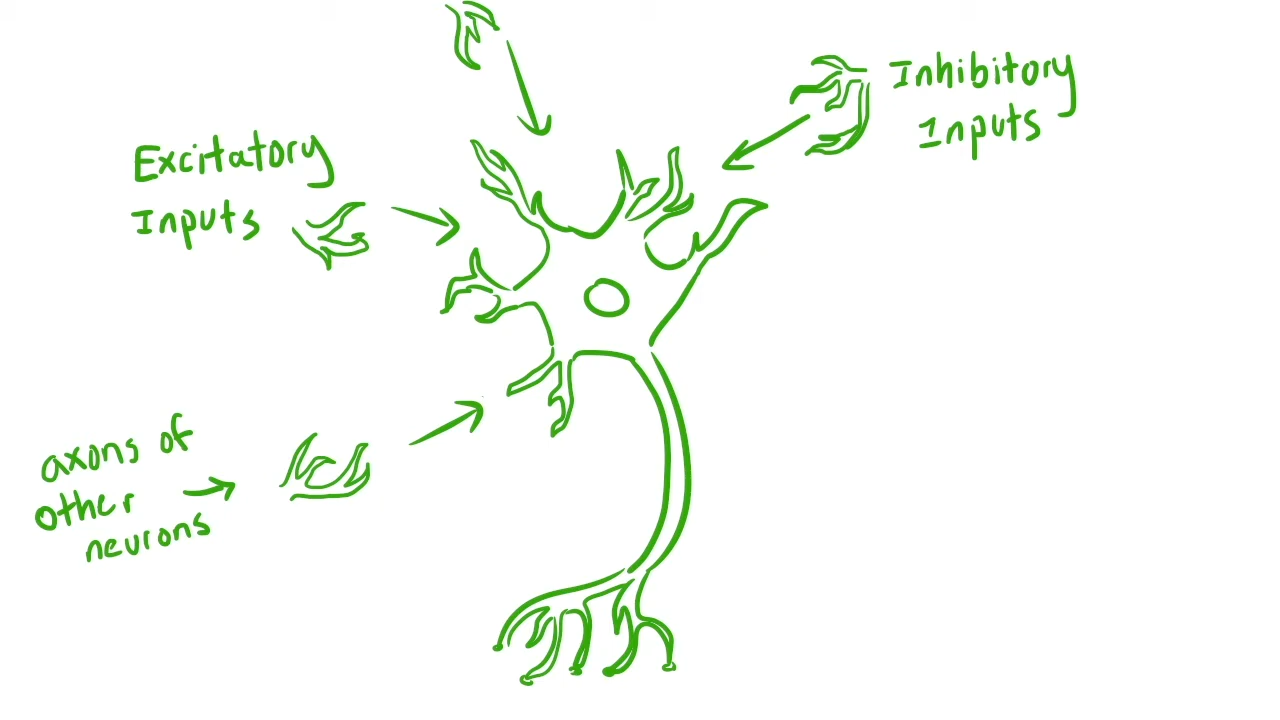 Excitatory
Inputs
Inhibitory
Inputs
axons of
other
neurons